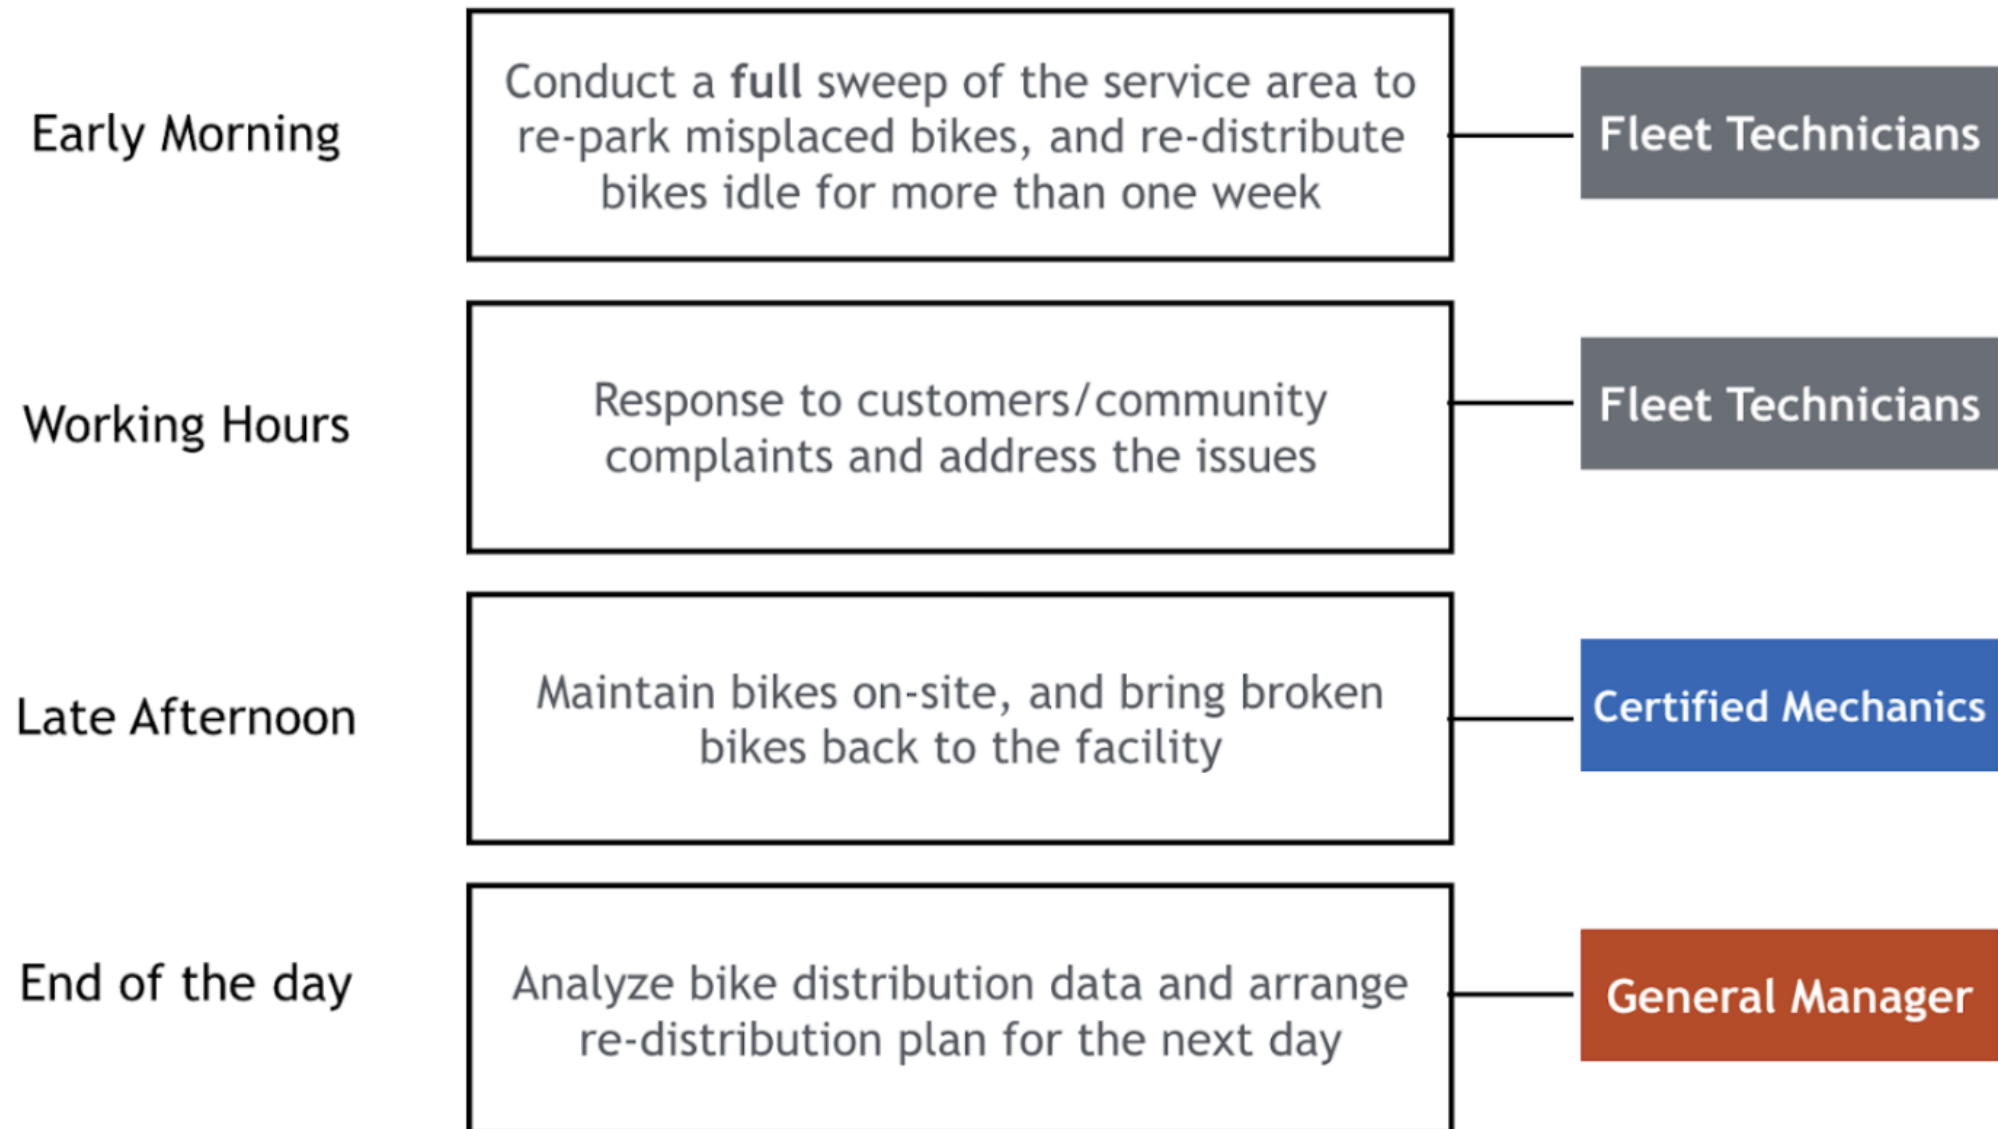 Early Morning
Conduct a full sweep of the service area to
re-park misplaced bikes, and re-distribute
bikes idle for more than one week
Fleet Technicians
Working Hours
Response to customers/community
complaints and address the issues
Fleet Technicians
Late Afternoon
Maintain bikes on-site, and bring broken
bikes back to the facility
Certified Mechanics
End of the day
Analyze bike distribution data and arrange
re-distribution plan for the next day
General Manager